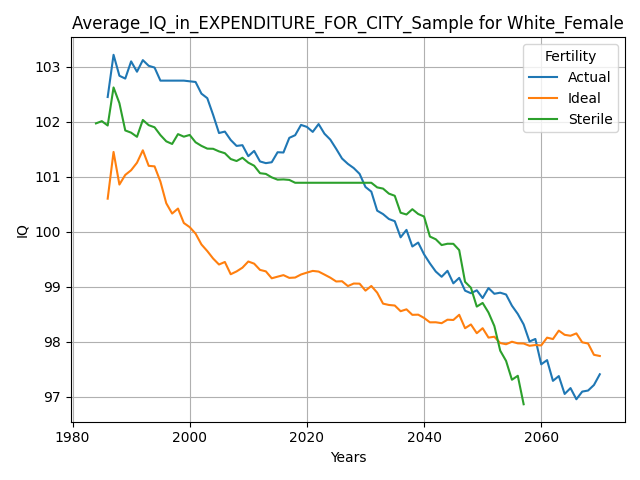 Average_IQ_in_EXPENDITURE_FOR_CITY_Sample for White_Female
Fertility
Actual
Ideal
Sterile
103
102
101
100
99
98
97
IQ
1980
2000
2020
2040
2060
Years